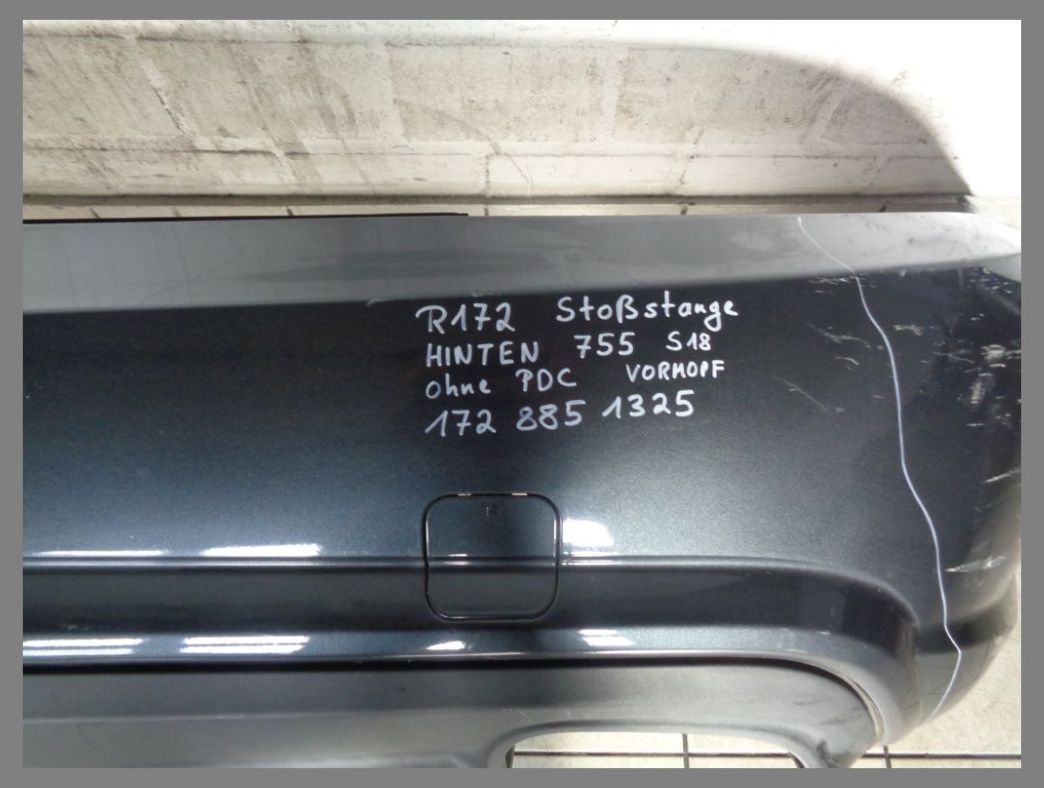 R172 Stoßstange
HINTEN 755 S18
ohne PDC VORMOPF
172 885 1325